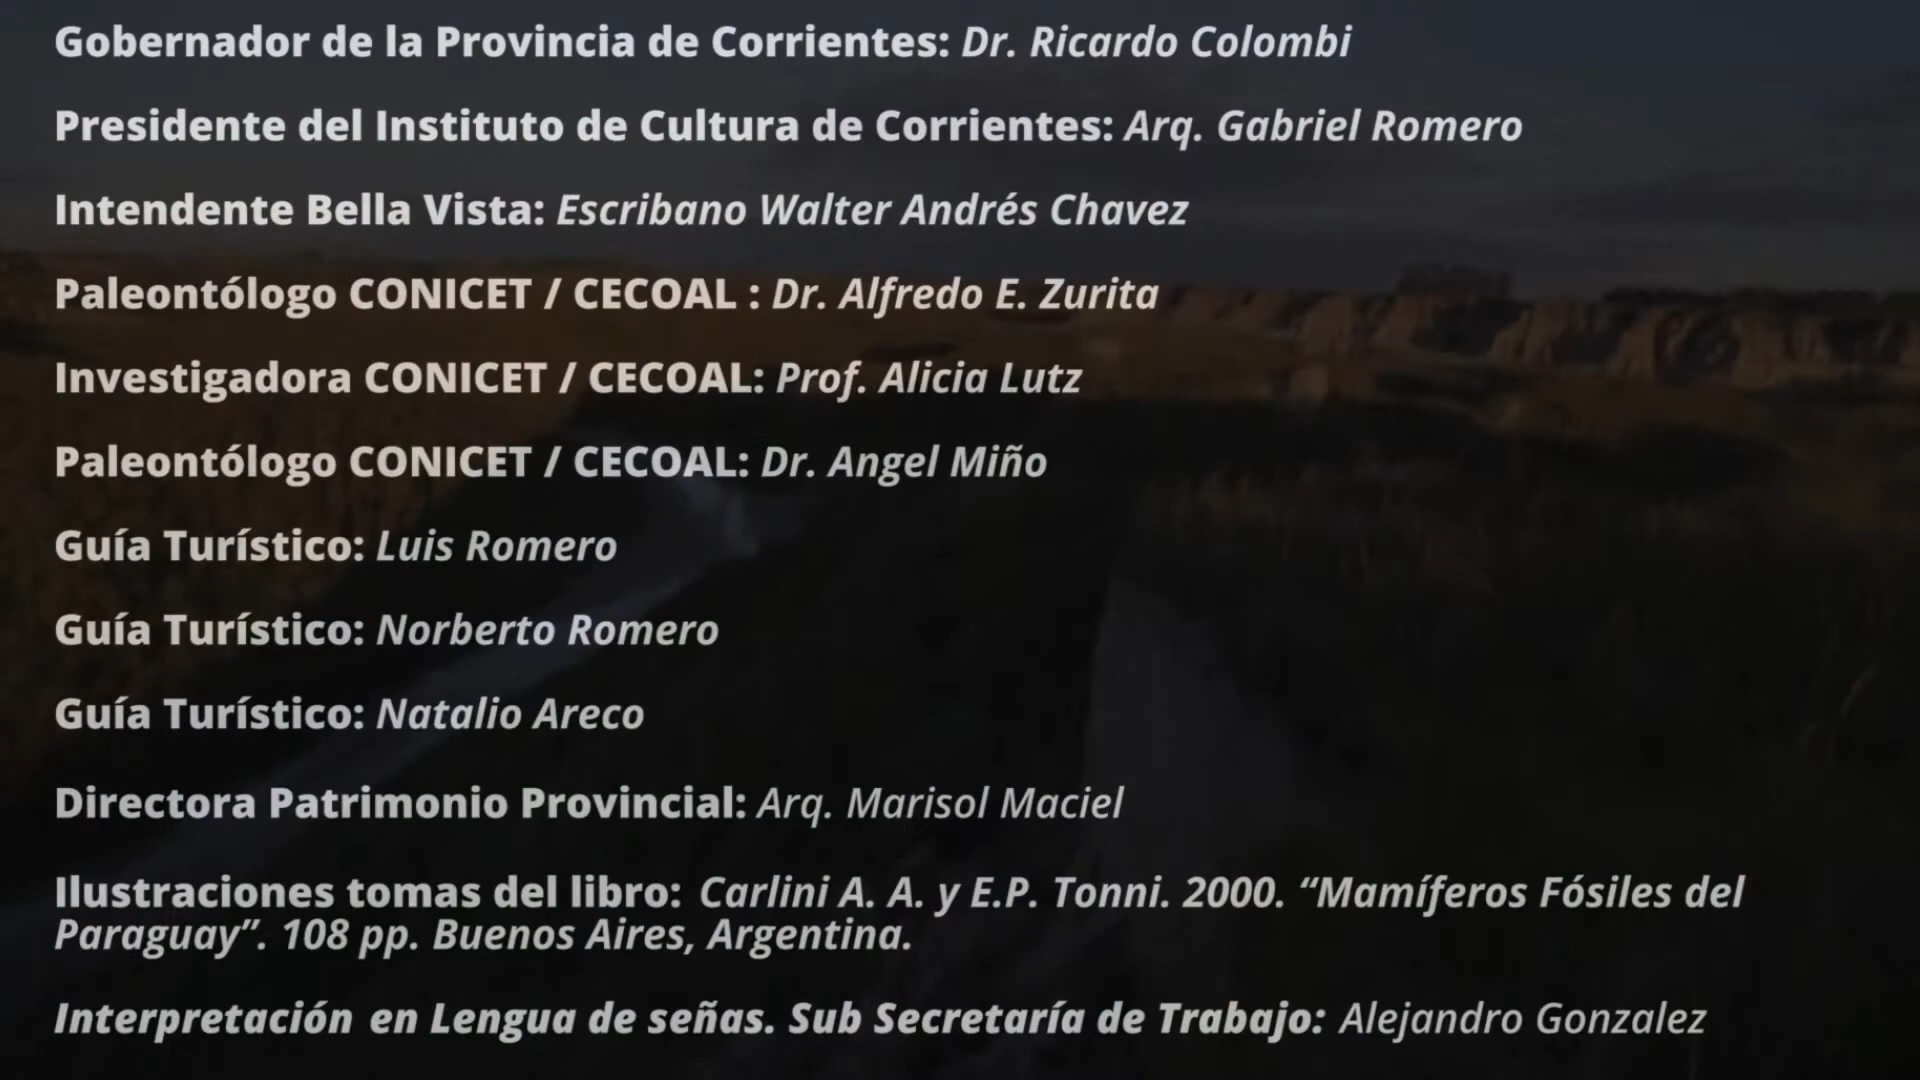 Gobernador de la Provincia de Corrientes: Dr. Ricardo Colombi
Presidente del Instituto de Cultura de Corrientes: Arq. Gabriel Romero
Intendente Bella Vista: Escribano Walter Andrés Chavez
Paleontólogo CONICET / CECOAL : Dr. Alfredo E. Zurita
Investigadora CONICET / CECOAL: Prof. Alicia Lutz
Paleontólogo CONICET / CECOAL: Dr. Angel Miño
Guía Turístico: Luis Romero
Guía Turístico: Norberto Romero
Guía Turístico: Natalio Areco
Directora Patrimonio Provincial: Arq. Marisol Maciel
Ilustraciones tomas del libro: Carlini A. A. y E.P. Tonni. 2000. “Mamíferos Fósiles del
Paraguay”. 108 pp. Buenos Aires, Argentina.
Interpretación en Lengua de señas. Sub Secretaría de Trabajo: Alejandro Gonzalez